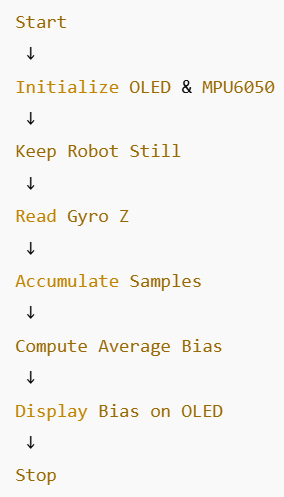 Start
↓
Initialize OLED & MPU6050
↓
Keep Robot Still
↓
Read Gyro Z
↓
Accumulate Samples
↓
Compute Average Bias
↓
Display Bias on OLED
↓
Stop